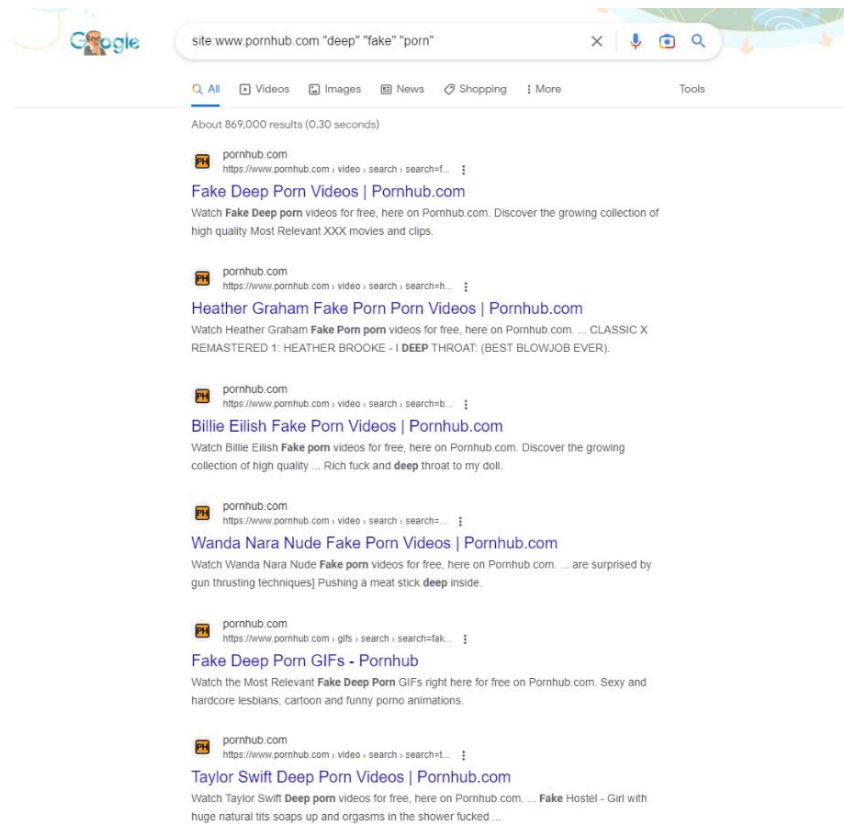 Google
site:www.pornhub.com "deep" "fake" "porn"
All Videos Images News Shopping More Tools
About 869,000 results (0.30 seconds)
PH pornhub.com
https://www.pornhub.com › video › search › search=f...
Fake Deep Porn Videos | Pornhub.com
Watch Fake Deep porn videos for free, here on Pornhub.com. Discover the growing collection of
high quality Most Relevant XXX movies and clips.
PH pornhub.com
https://www.pornhub.com › video › search › search=h...
Heather Graham Fake Porn Porn Videos | Pornhub.com
Watch Heather Graham Fake Porn porn videos for free, here on Pornhub.com. ... CLASSIC X
REMASTERED 1: HEATHER BROOKE - I DEEP THROAT: (BEST BLOWJOB EVER).
PH pornhub.com
https://www.pornhub.com › video › search › search=b...
Billie Eilish Fake Porn Videos | Pornhub.com
Watch Billie Eilish Fake porn videos for free, here on Pornhub.com. Discover the growing
collection of high quality ... Rich fuck and deep throat to my doll.
PH pornhub.com
https://www.pornhub.com › video › search › search=...
Wanda Nara Nude Fake Porn Videos | Pornhub.com
Watch Wanda Nara Nude Fake porn videos for free, here on Pornhub.com. ... are surprised by
gun thrusting techniques] Pushing a meat stick deep inside.
PH pornhub.com
https://www.pornhub.com › gifs › search › search=fak...
Fake Deep Porn GIFs - Pornhub
Watch the Most Relevant Fake Deep Porn GIFs right here for free on Pornhub.com. Sexy and
hardcore lesbians, cartoon and funny porno animations.
PH pornhub.com
https://www.pornhub.com › video › search › search=t...
Taylor Swift Deep Porn Videos | Pornhub.com
Watch Taylor Swift Deep porn videos for free, here on Pornhub.com. ... Fake Hostel - Girl with
huge natural tits soaps up and orgasms in the shower fucked ...